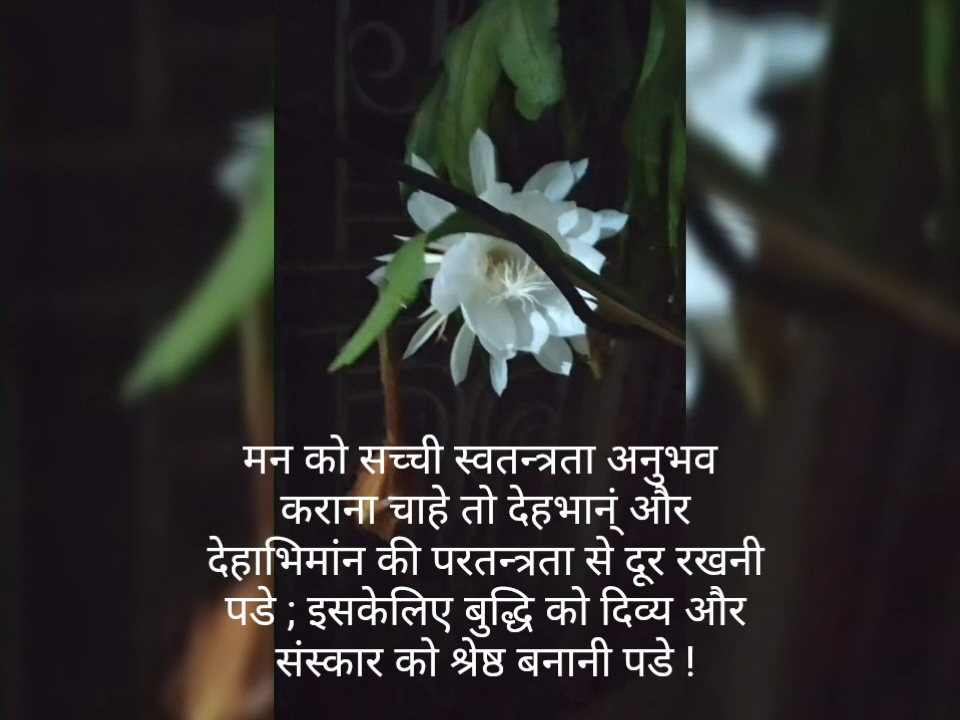 मन को सच्ची स्वतन्त्रता अनुभव
कराना चाहे तो देहभान्ं और
देहाभिमांन की परतन्त्रता से दूर रखनी
पडे ; इसकेलिए बुद्धि को दिव्य और
संस्कार को श्रेष्ठ बनानी पडे !